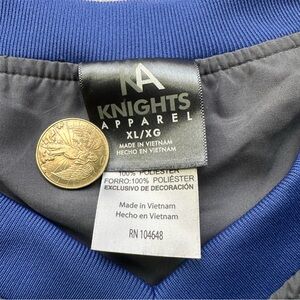 KA
KNIGHTS
APPAREL
XL/XG
MADE IN VIETNAM
HECHO EN VIETNAM
100% POLIESTER
FORRO:100% POLIÉSTER
EXCLUSIVO DE DECORACIÓN
Made in Vietnam
Hecho en Vietnam
RN 104648